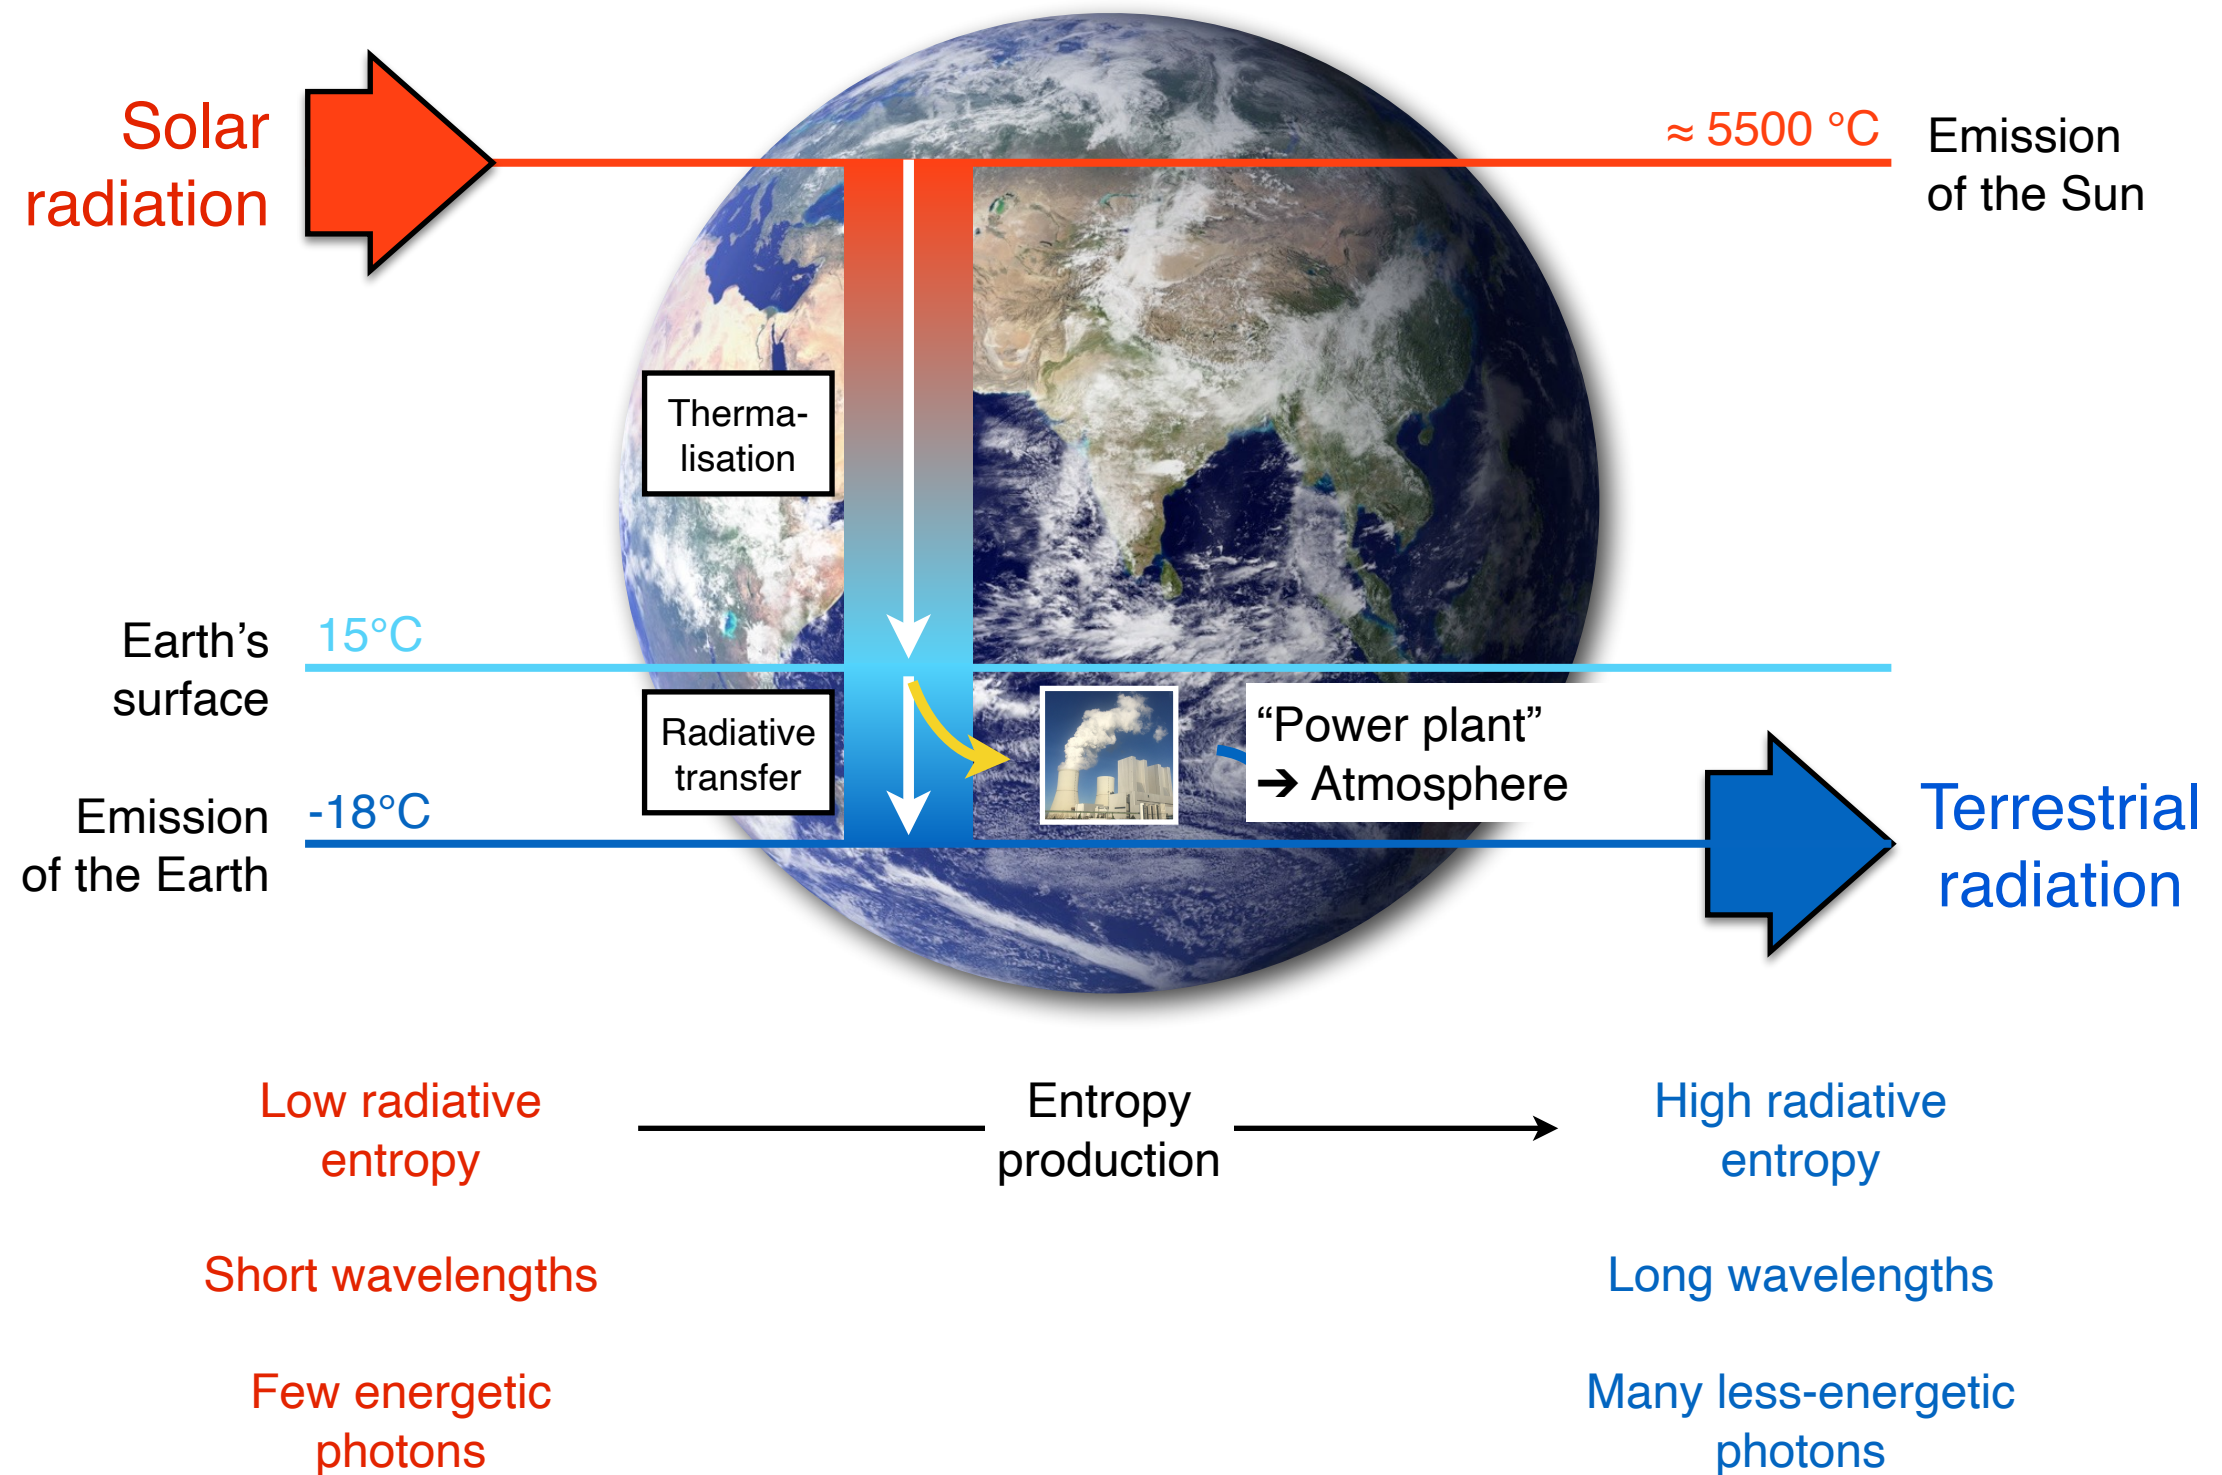 Solar
radiation
≈ 5500 °C
Emission
of the Sun
Therma-
lisation
Earth’s
surface
15°C
Radiative
transfer
“Power plant”
➔ Atmosphere
Emission
of the Earth
-18°C
Terrestrial
radiation
Low radiative
entropy
Entropy
production
High radiative
entropy
Short wavelengths
Long wavelengths
Few energetic
photons
Many less-energetic
photons